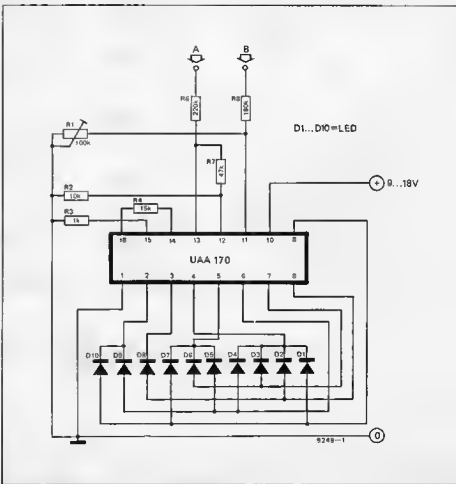 A B
R6 220k
R8 180k
R1 100k
D1...D10=LED
R7 47k
+ 9...18V
R2 10k
R4 15k
R3 1k
16 15 14 13 12 11 10 9
UAA 170
1 2 3 4 5 6 7 8
D10 D9 D8 D7 D6 D5 D4 D3 D2 D1
9248-1
0